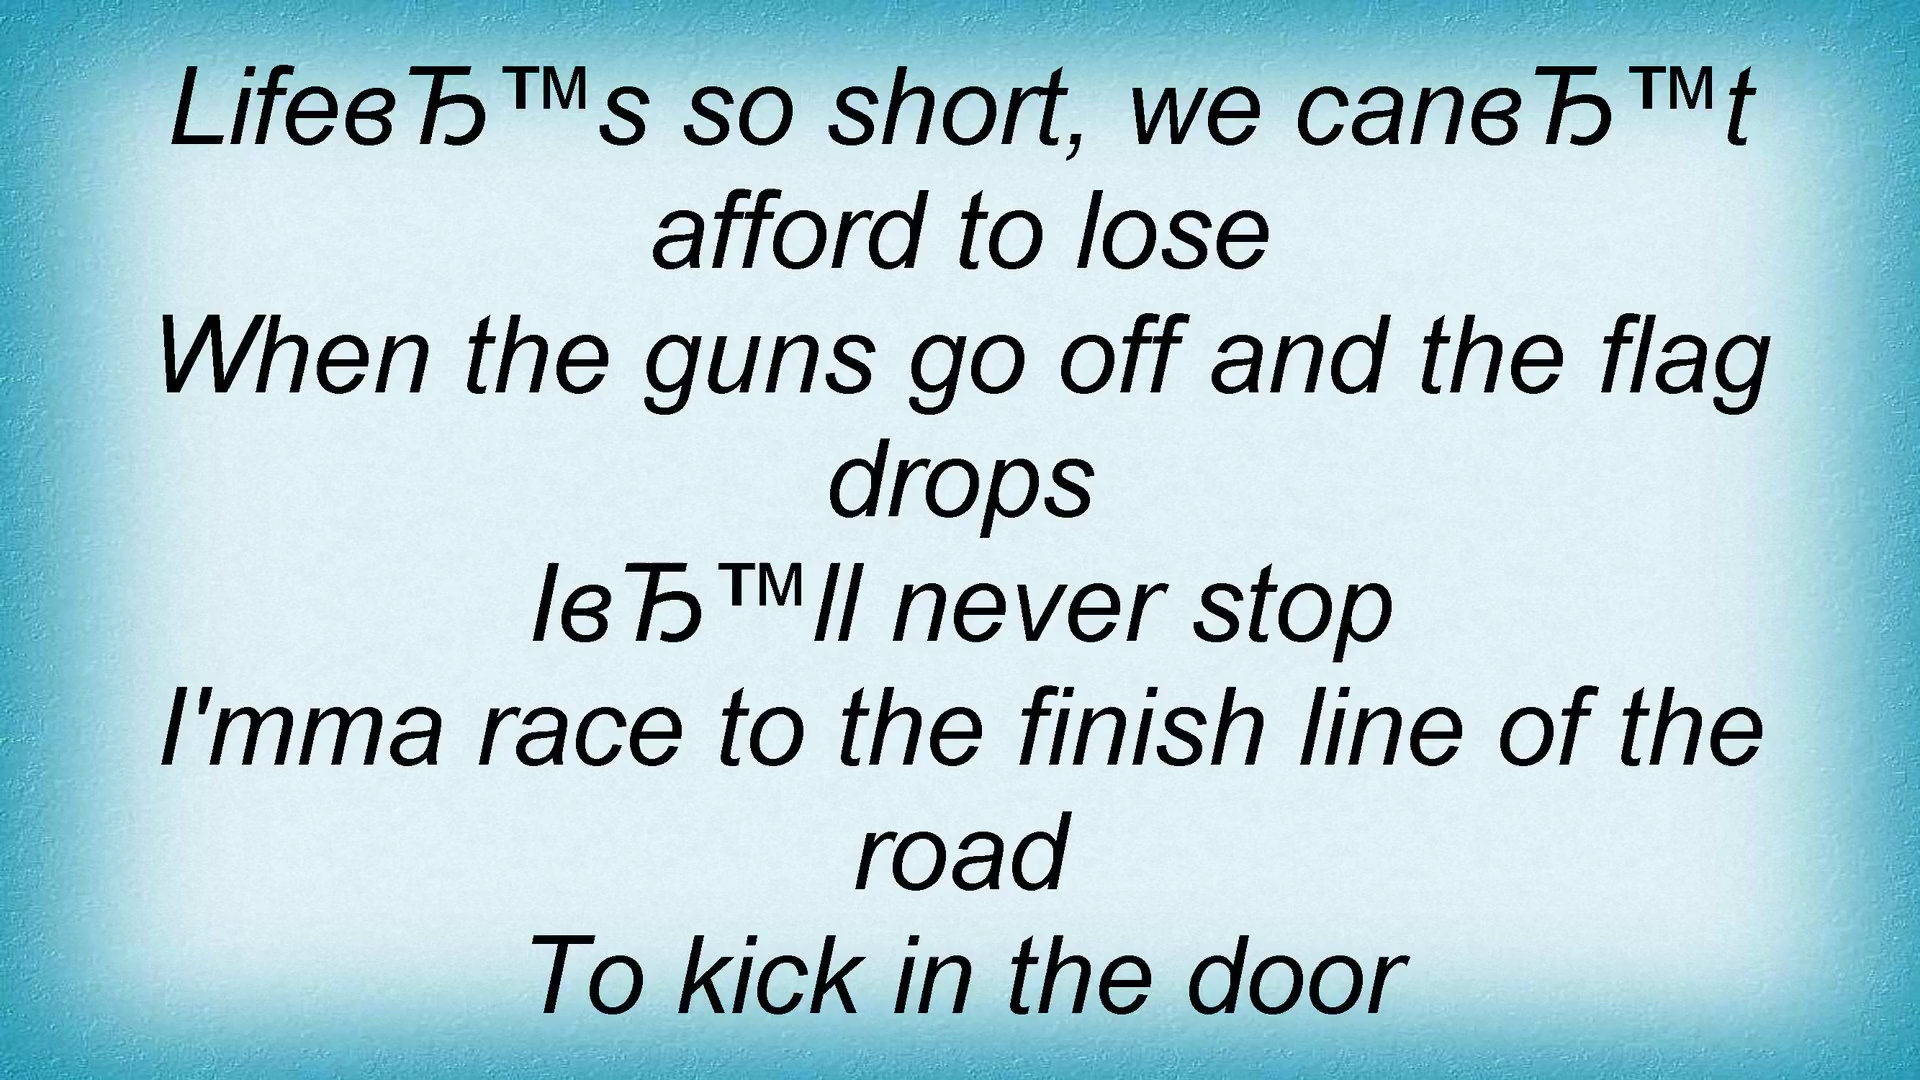 LifeвЂ™s so short, we canвЂ™t
afford to lose
When the guns go off and the flag
drops
IвЂ™ll never stop
I'mma race to the finish line of the
road
To kick in the door